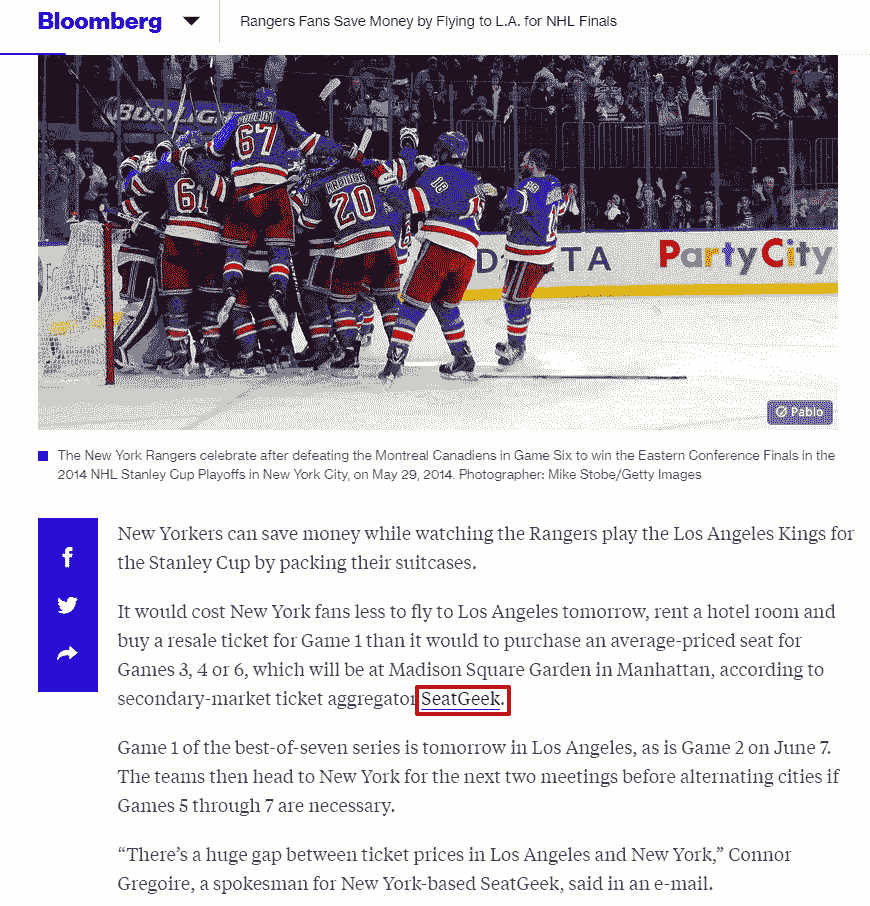 Bloomberg
Rangers Fans Save Money by Flying to L.A. for NHL Finals
POULIOT
67
61
KREIDER
20
18
DELTA
PartyCity
Pablo
The New York Rangers celebrate after defeating the Montreal Canadiens in Game Six to win the Eastern Conference Finals in the
2014 NHL Stanley Cup Playoffs in New York City, on May 29, 2014. Photographer: Mike Stobe/Getty Images
New Yorkers can save money while watching the Rangers play the Los Angeles Kings for
the Stanley Cup by packing their suitcases.
It would cost New York fans less to fly to Los Angeles tomorrow, rent a hotel room and
buy a resale ticket for Game 1 than it would to purchase an average-priced seat for
Games 3, 4 or 6, which will be at Madison Square Garden in Manhattan, according to
secondary-market ticket aggregator SeatGeek.
Game 1 of the best-of-seven series is tomorrow in Los Angeles, as is Game 2 on June 7.
The teams then head to New York for the next two meetings before alternating cities if
Games 5 through 7 are necessary.
“There’s a huge gap between ticket prices in Los Angeles and New York,” Connor
Gregoire, a spokesman for New York-based SeatGeek, said in an e-mail.